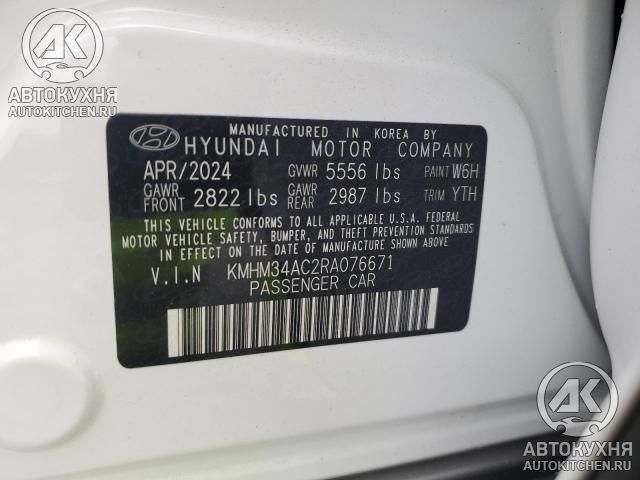 AK
АВТОКУХНЯ
AUTOKITCHEN.RU
MANUFACTURED IN KOREA BY
HYUNDAI MOTOR COMPANY
APR/2024 GVWR 5556 lbs PAINT W6H
GAWR FRONT 2822 lbs GAWR REAR 2987 lbs TRIM YTH
THIS VEHICLE CONFORMS TO ALL APPLICABLE U.S.A. FEDERAL
MOTOR VEHICLE SAFETY, BUMPER, AND THEFT PREVENTION
STANDARDS IN EFFECT ON THE DATE OF MANUFACTURE SHOWN ABOVE.
V.I.N KMHM34AC2RA076671
PASSENGER CAR
AK
АВТОКУХНЯ
AUTOKITCHEN.RU